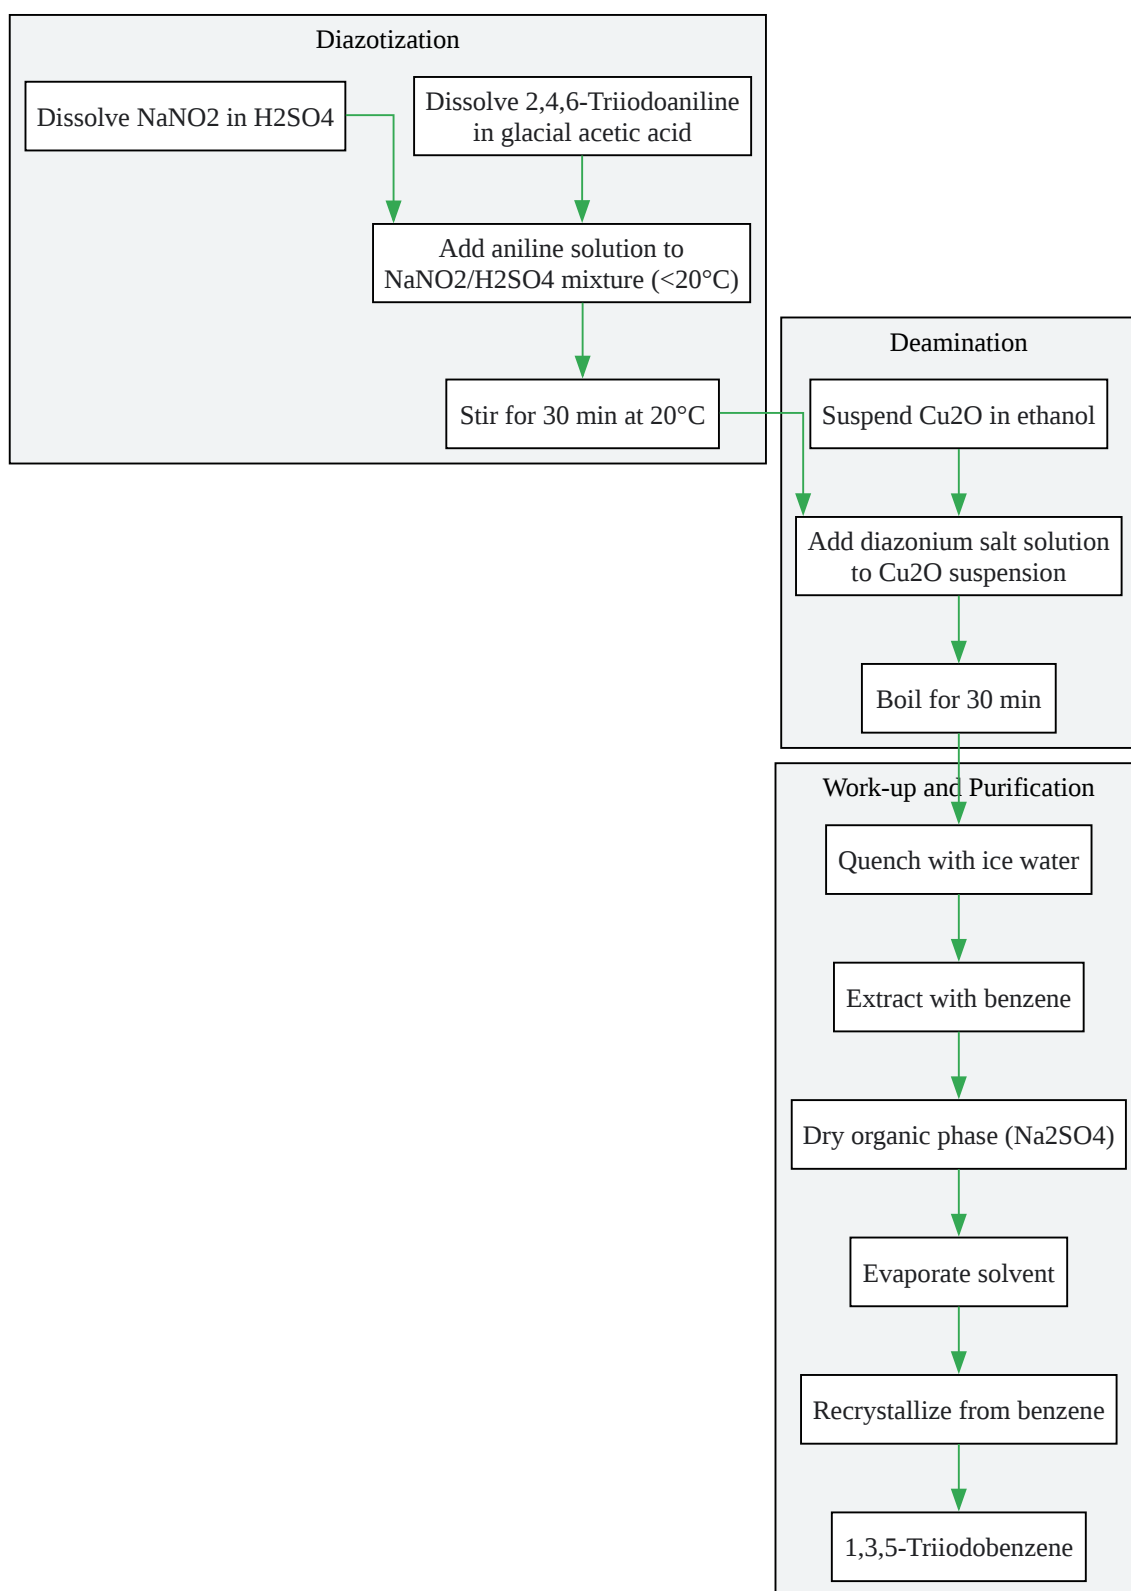 Diazotization
Dissolve NaNO2 in H2SO4
Dissolve 2,4,6-Triiodoaniline
in glacial acetic acid
Add aniline solution to
NaNO2/H2SO4 mixture (<20°C)
Stir for 30 min at 20°C
Deamination
Suspend Cu2O in ethanol
Add diazonium salt solution
to Cu2O suspension
Boil for 30 min
Work-up and Purification
Quench with ice water
Extract with benzene
Dry organic phase (Na2SO4)
Evaporate solvent
Recrystallize from benzene
1,3,5-Triiodobenzene